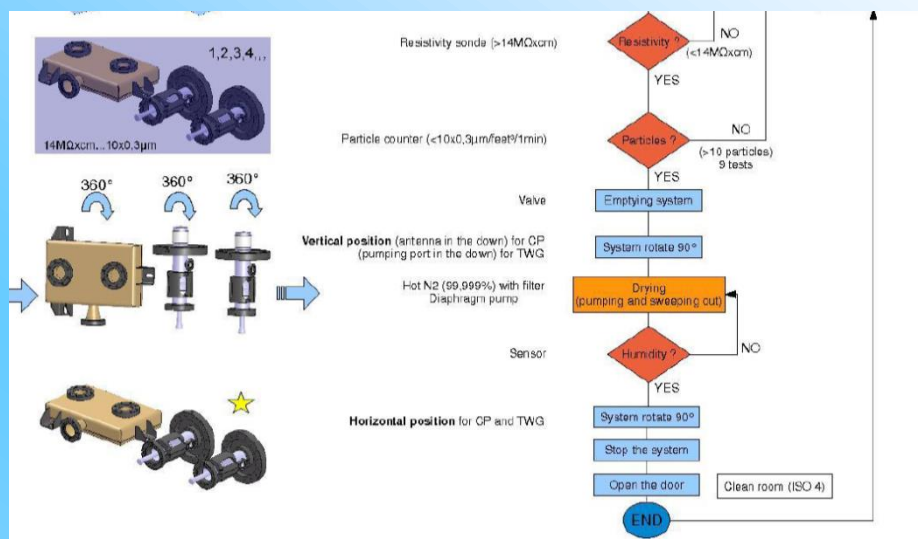 1,2,3,4,,,
14MΩxcm... 10x0.3µm
360°
360°
360°
Resistivity sonde (>14MΩxcm)
Resistivity ?
NO
(<14MΩxcm)
YES
Particle counter (<10x0,3µm/feet³/1min)
Particles ?
NO
(>10 particles)
9 tests
YES
Valve
Emptying system
Vertical position (antenna in the down) for CP
(pumping port in the down) for TWG
System rotate 90°
Hot N2 (99,999%) with filter
Diaphragm pump
Drying
(pumping and sweeping out)
Sensor
Humidity ?
NO
YES
Horizontal position for CP and TWG
System rotate 90°
Stop the system
Open the door
Clean room (ISO 4)
END